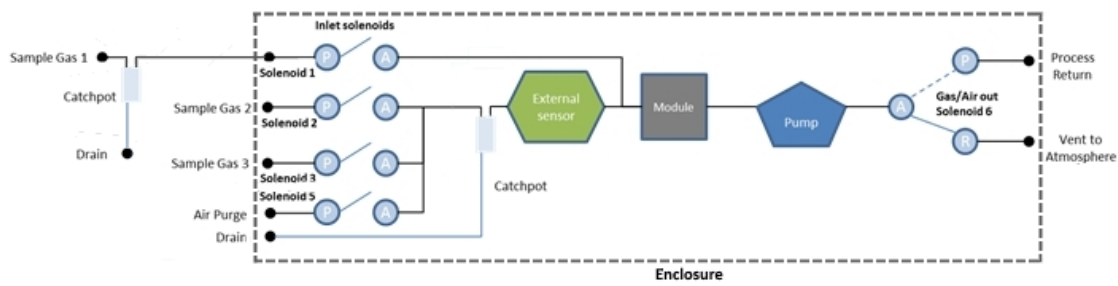 Inlet solenoids
Sample Gas 1
P
A
Solenoid 1
Catchpot
Sample Gas 2
P
A
Solenoid 2
Drain
Sample Gas 3
P
A
Solenoid 3
Solenoid 5
Air Purge
P
A
Drain
Catchpot
External
sensor
Module
Pump
A
P
Process
Return
Gas/Air out
Solenoid 6
R
Vent to
Atmosphere
Enclosure